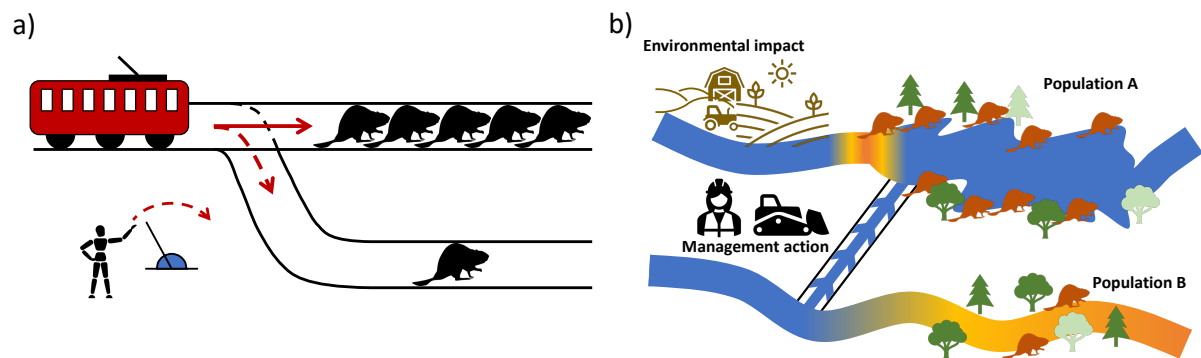 a)
b)
Environmental impact
Population A
Management action
Population B